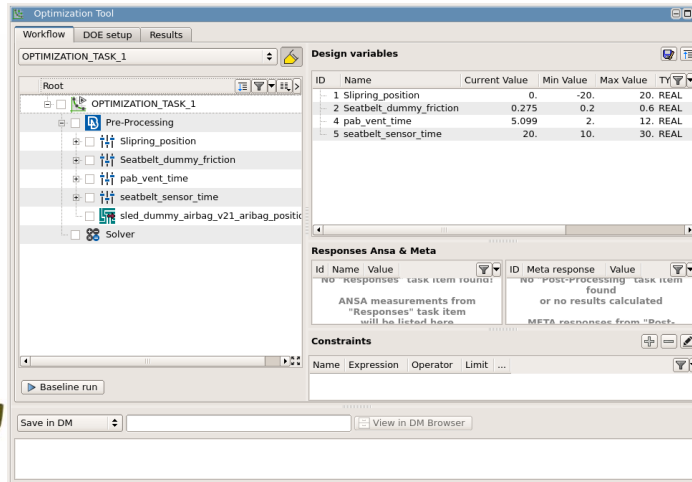 Optimization Tool
Workflow DOE setup Results
OPTIMIZATION_TASK_1
Root
OPTIMIZATION_TASK_1
Pre-Processing
Slipring_position
Seatbelt_dummy_friction
pab_vent_time
seatbelt_sensor_time
sled_dummy_airbag_v21_aribag_positic
Solver
Baseline run
Design variables
ID Name Current Value Min Value Max Value TY
1 Slipring_position 0. -20. 20. REAL
2 Seatbelt_dummy_friction 0.275 0.2 0.6 REAL
4 pab_vent_time 5.099 2. 12. REAL
5 seatbelt_sensor_time 20. 10. 30. REAL
Responses Ansa & Meta
Id Name Value
No "Responses" task item found!
ANSA measurements from
"Responses" task item
will be listed here
ID Meta response Value
No "Post-Processing" task item
found
or no results calculated
META responses from "Post-
Constraints
Name Expression Operator Limit ...
Save in DM
View in DM Browser